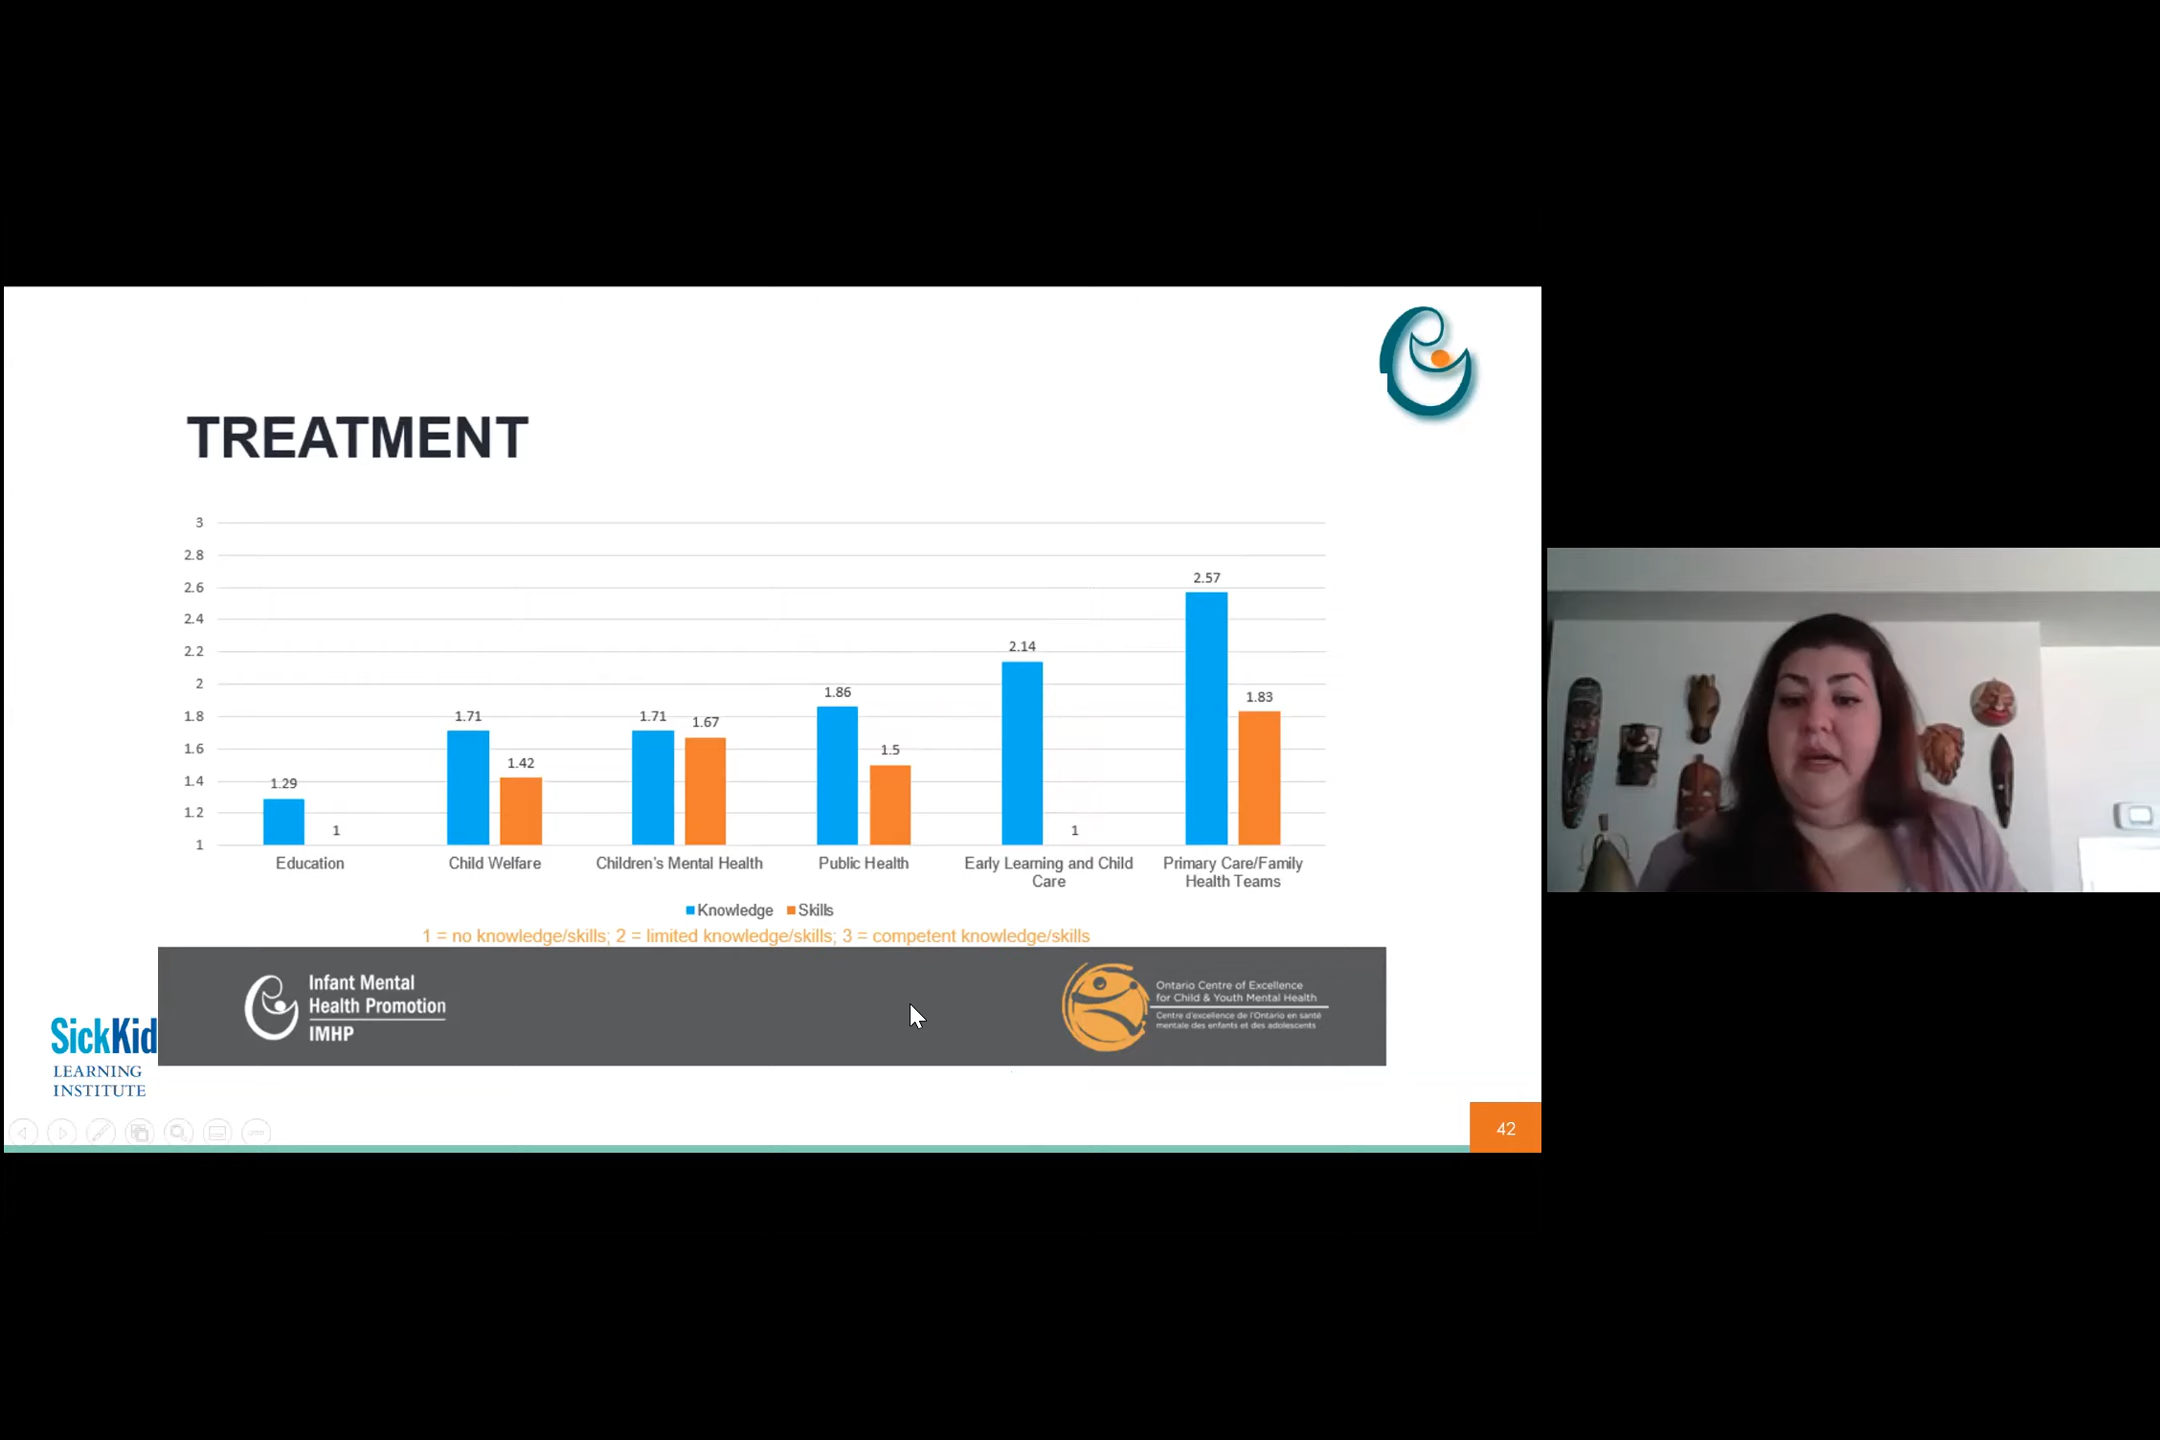 TREATMENT
3
2.8
2.6
2.4
2.2
2
1.8
1.6
1.4
1.2
1
1.29
1
1.71
1.42
1.71
1.67
1.86
1.5
2.14
1
2.57
1.83
Education
Child Welfare
Children's Mental Health
Public Health
Early Learning and Child
Care
Primary Care/Family
Health Teams
Knowledge
Skills
1 = no knowledge/skills; 2 = limited knowledge/skills; 3 = competent knowledge/skills
Infant Mental
Health Promotion
IMHP
Ontario Centre of Excellence
for Child & Youth Mental Health
Centre d'excellence de l'Ontario en santé
mentale des enfants et des adolescents
SickKid
LEARNING
INSTITUTE
42